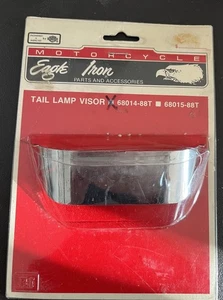 MOTORCYCLE
Eagle Iron
PARTS AND ACCESSORIES
TAIL LAMP VISOR 68014-88T ■ 68015-88T